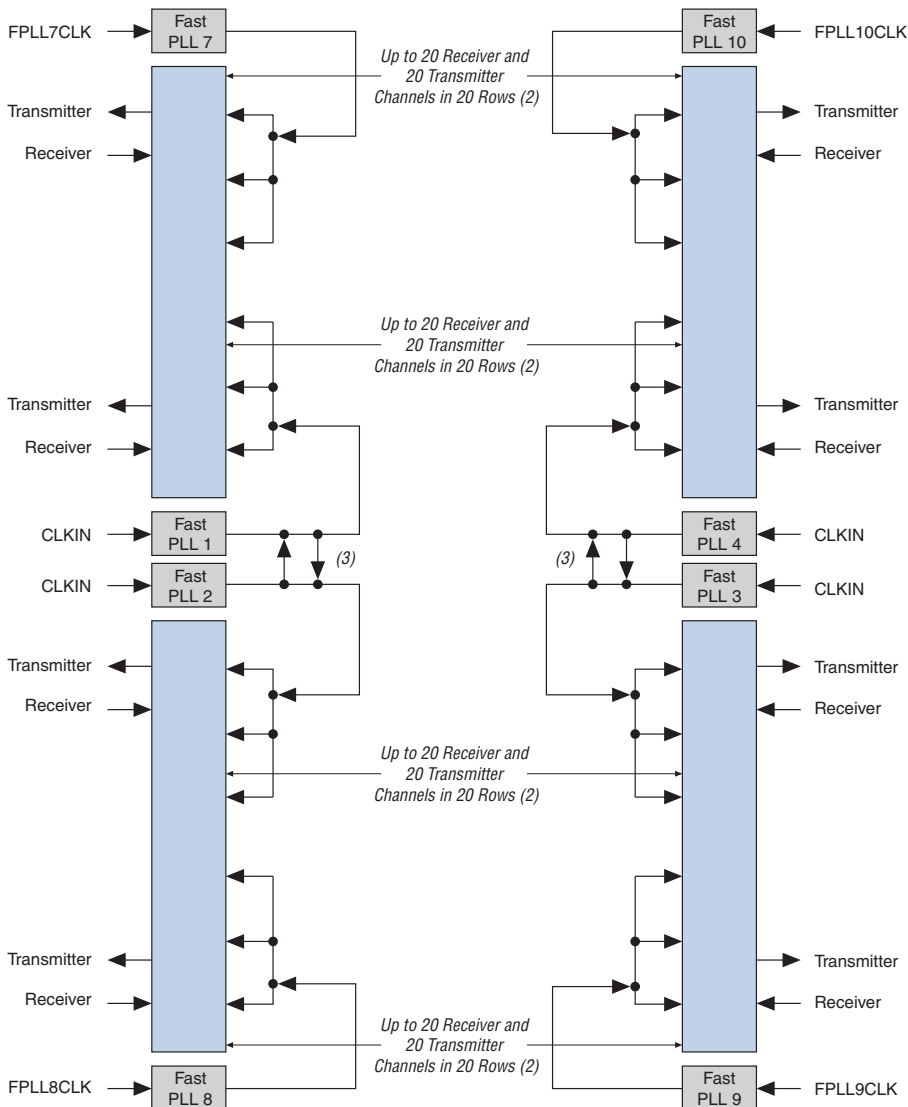 FPLL7CLK
Fast
PLL 7
Up to 20 Receiver and
20 Transmitter
Channels in 20 Rows (2)
Fast
PLL 10
FPLL10CLK
Transmitter
Receiver
Transmitter
Receiver
Up to 20 Receiver and
20 Transmitter
Channels in 20 Rows (2)
Transmitter
Receiver
Transmitter
Receiver
CLKIN
Fast
PLL 1
(3)
(3)
Fast
PLL 4
CLKIN
CLKIN
Fast
PLL 2
Fast
PLL 3
CLKIN
Transmitter
Receiver
Transmitter
Receiver
Up to 20 Receiver and
20 Transmitter
Channels in 20 Rows (2)
Transmitter
Receiver
Transmitter
Receiver
Up to 20 Receiver and
20 Transmitter
Channels in 20 Rows (2)
FPLL8CLK
Fast
PLL 8
Fast
PLL 9
FPLL9CLK